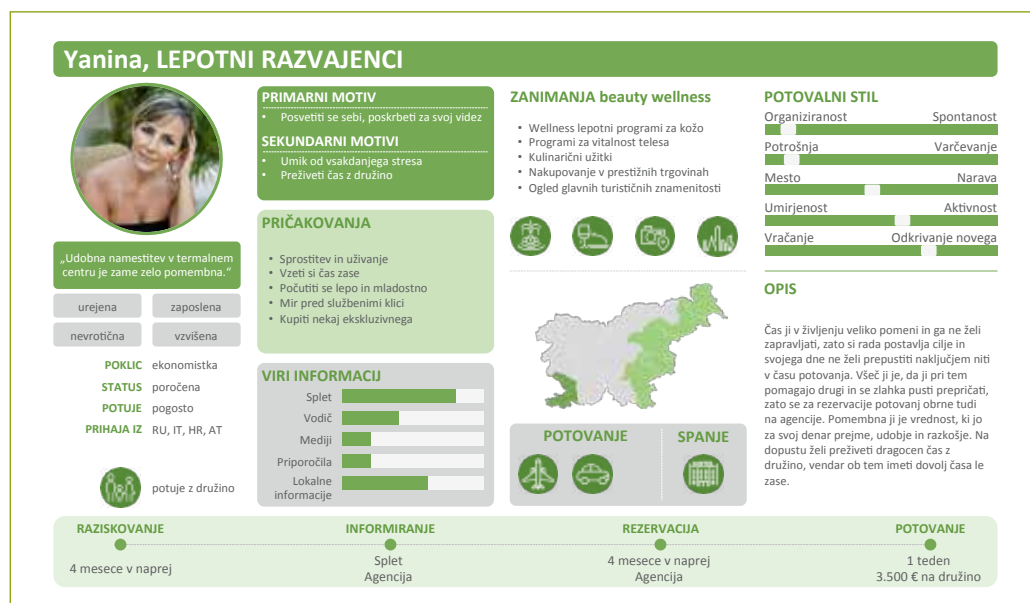 Yanina, LEPOTNI RAZVAJENCI
„Udobna namestitev v termalnem
centru je zame zelo pomembna.“
urejena
zaposlena
nevrotična
vzvišena
POKLIC ekonomistka
STATUS poročena
POTUJE pogosto
PRIHAJA IZ RU, IT, HR, AT
potuje z družino
PRIMARNI MOTIV
• Posvetiti se sebi, poskrbeti za svoj videz
SEKUNDARNI MOTIVI
• Umik od vsakdanjega stresa
• Preživeti čas z družino
PRIČAKOVANJA
• Sprostitev in uživanje
• Vzeti si čas zase
• Počutiti se lepo in mladostno
• Mir pred službenimi klici
• Kupiti nekaj ekskluzivnega
VIRI INFORMACIJ
Splet
Vodič
Mediji
Priporočila
Lokalne
informacije
ZANIMANJA beauty wellness
• Wellness lepotni programi za kožo
• Programi za vitalnost telesa
• Kulinarični užitki
• Nakupovanje v prestižnih trgovinah
• Ogled glavnih turističnih znamenitosti
POTOVANJE
SPANJE
POTOVALNI STIL
Organiziranost Spontanost
Potrošnja Varčevanje
Mesto Narava
Umirjenost Aktivnost
Vračanje Odkrivanje novega
OPIS
Čas ji v življenju veliko pomeni in ga ne želi
zapravljati, zato si rada postavlja cilje in
svojega dne ne želi prepustiti naključjem niti
v času potovanja. Všeč ji je, da ji pri tem
pomagajo drugi in se zlahka pusti prepričati,
zato se za rezervacije potovanj obrne tudi
na agencije. Pomembna ji je vrednost, ki jo
za svoj denar prejme, udobje in razkošje. Na
dopustu želi preživeti dragocen čas z
družino, vendar ob tem imeti dovolj časa le
zase.
RAZISKOVANJE
4 mesece v naprej
INFORMIRANJE
Splet
Agencija
REZERVACIJA
4 mesece v naprej
Agencija
POTOVANJE
1 teden
3.500 € na družino